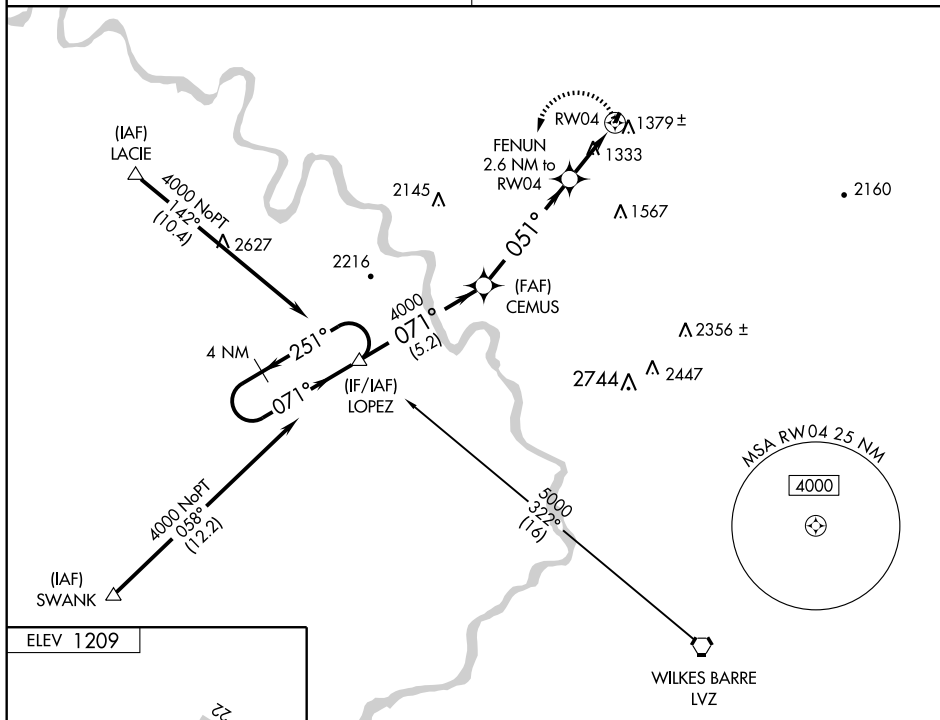 RW04
1379 ±
1333
FENUN
2.6 NM to
RW04
(IAF)
LACIE
4000 NoPT
142°
(10.4)
2627
2145
2160
1567
051°
2216
(FAF)
CEMUS
4000
071°
(5.2)
2356 ±
4 NM
251°
071°
(IF/IAF)
LOPEZ
2744
2447
MSA RW04 25 NM
4000
5000
322°
(16)
4000 NoPT
058°
(12.2)
(IAF)
SWANK
ELEV 1209
WILKES BARRE
LVZ
22